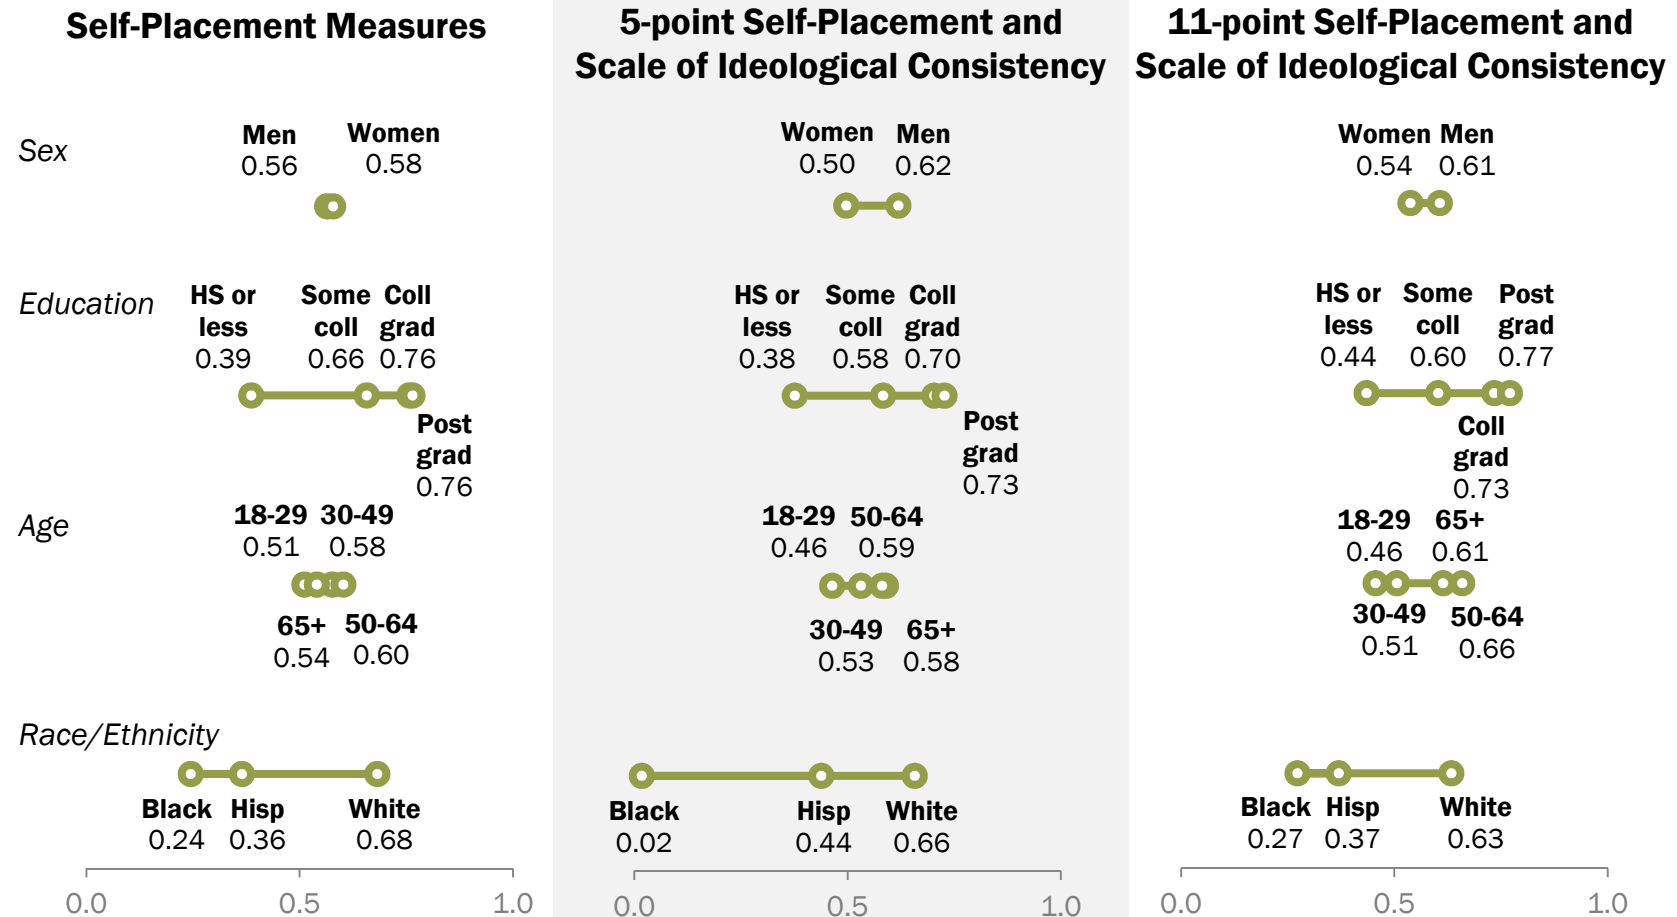 Self-Placement Measures
Sex
Men Women
0.56 0.58
Education
HS or Some Coll
less coll grad
0.39 0.66 0.76
Post
grad
0.76
Age
18-29 30-49
0.51 0.58
65+ 50-64
0.54 0.60
Race/Ethnicity
Black Hisp White
0.24 0.36 0.68
0.0 0.5 1.0
5-point Self-Placement and
Scale of Ideological Consistency
Women Men
0.50 0.62
HS or Some Coll
less coll grad
0.38 0.58 0.70
Post
grad
0.73
18-29 50-64
0.46 0.59
30-49 65+
0.53 0.58
Black Hisp White
0.02 0.44 0.66
0.0 0.5 1.0
11-point Self-Placement and
Scale of Ideological Consistency
Women Men
0.54 0.61
HS or Some Post
less coll grad
0.44 0.60 0.77
Coll
grad
0.73
18-29 65+
0.46 0.61
30-49 50-64
0.51 0.66
Black Hisp White
0.27 0.37 0.63
0.0 0.5 1.0